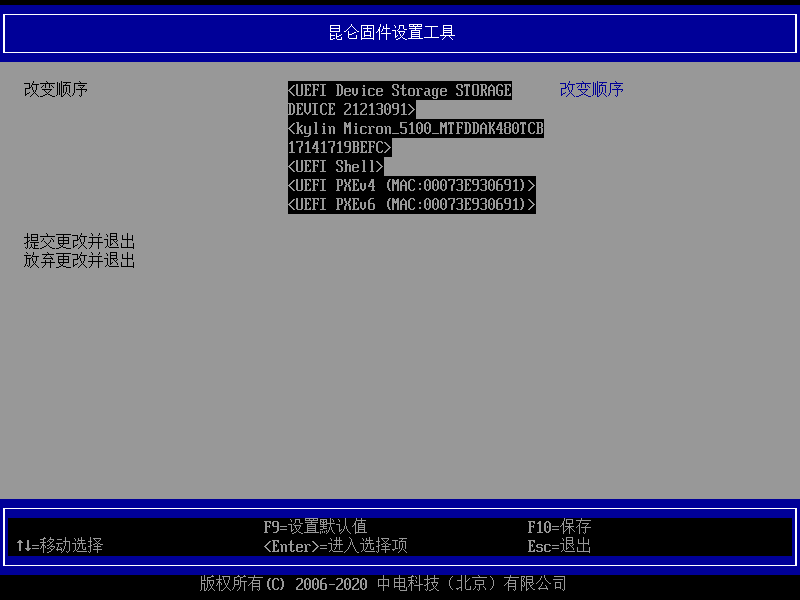 昆仑固件设置工具
改变顺序 <UEFI Device Storage STORAGE 改变顺序
DEVICE 21213091>
<kylin Micron_5100_MTFDDAK480TCB
17141719BEFC>
<UEFI Shell>
<UEFI PXEv4 (MAC:00073E930691)>
<UEFI PXEv6 (MAC:00073E930691)>
提交更改并退出
放弃更改并退出
F9=设置默认值 F10=保存
↑↓=移动选择 <Enter>=进入选择项 Esc=退出
版权所有(C) 2006-2020 中电科技（北京）有限公司